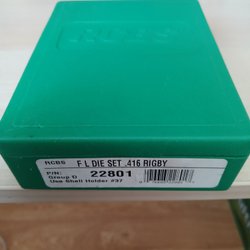 RCBS
RCBS F L DIE SET .416 RIGBY
P/N: 22801
Group D
Use Shell Holder #37